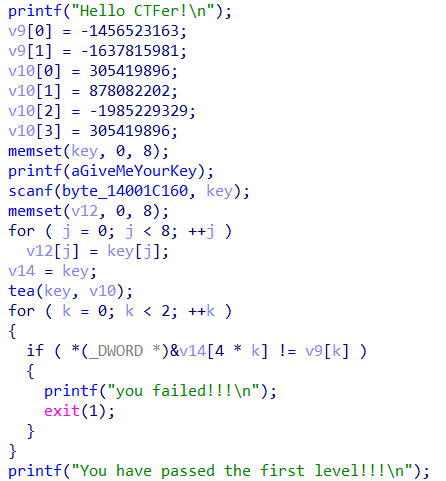 printf("Hello CTFer!\n");
v9[0] = -1456523163;
v9[1] = -1637815981;
v10[0] = 305419896;
v10[1] = 878082202;
v10[2] = -1985229329;
v10[3] = 305419896;
memset(key, 0, 8);
printf(aGiveMeYourKey);
scanf(byte_14001C160, key);
memset(v12, 0, 8);
for ( j = 0; j < 8; ++j )
v12[j] = key[j];
v14 = key;
tea(key, v10);
for ( k = 0; k < 2; ++k )
{
if ( *(_DWORD *)&v14[4 * k] != v9[k] )
{
printf("you failed!!!\n");
exit(1);
}
}
printf("You have passed the first level!!!\n");